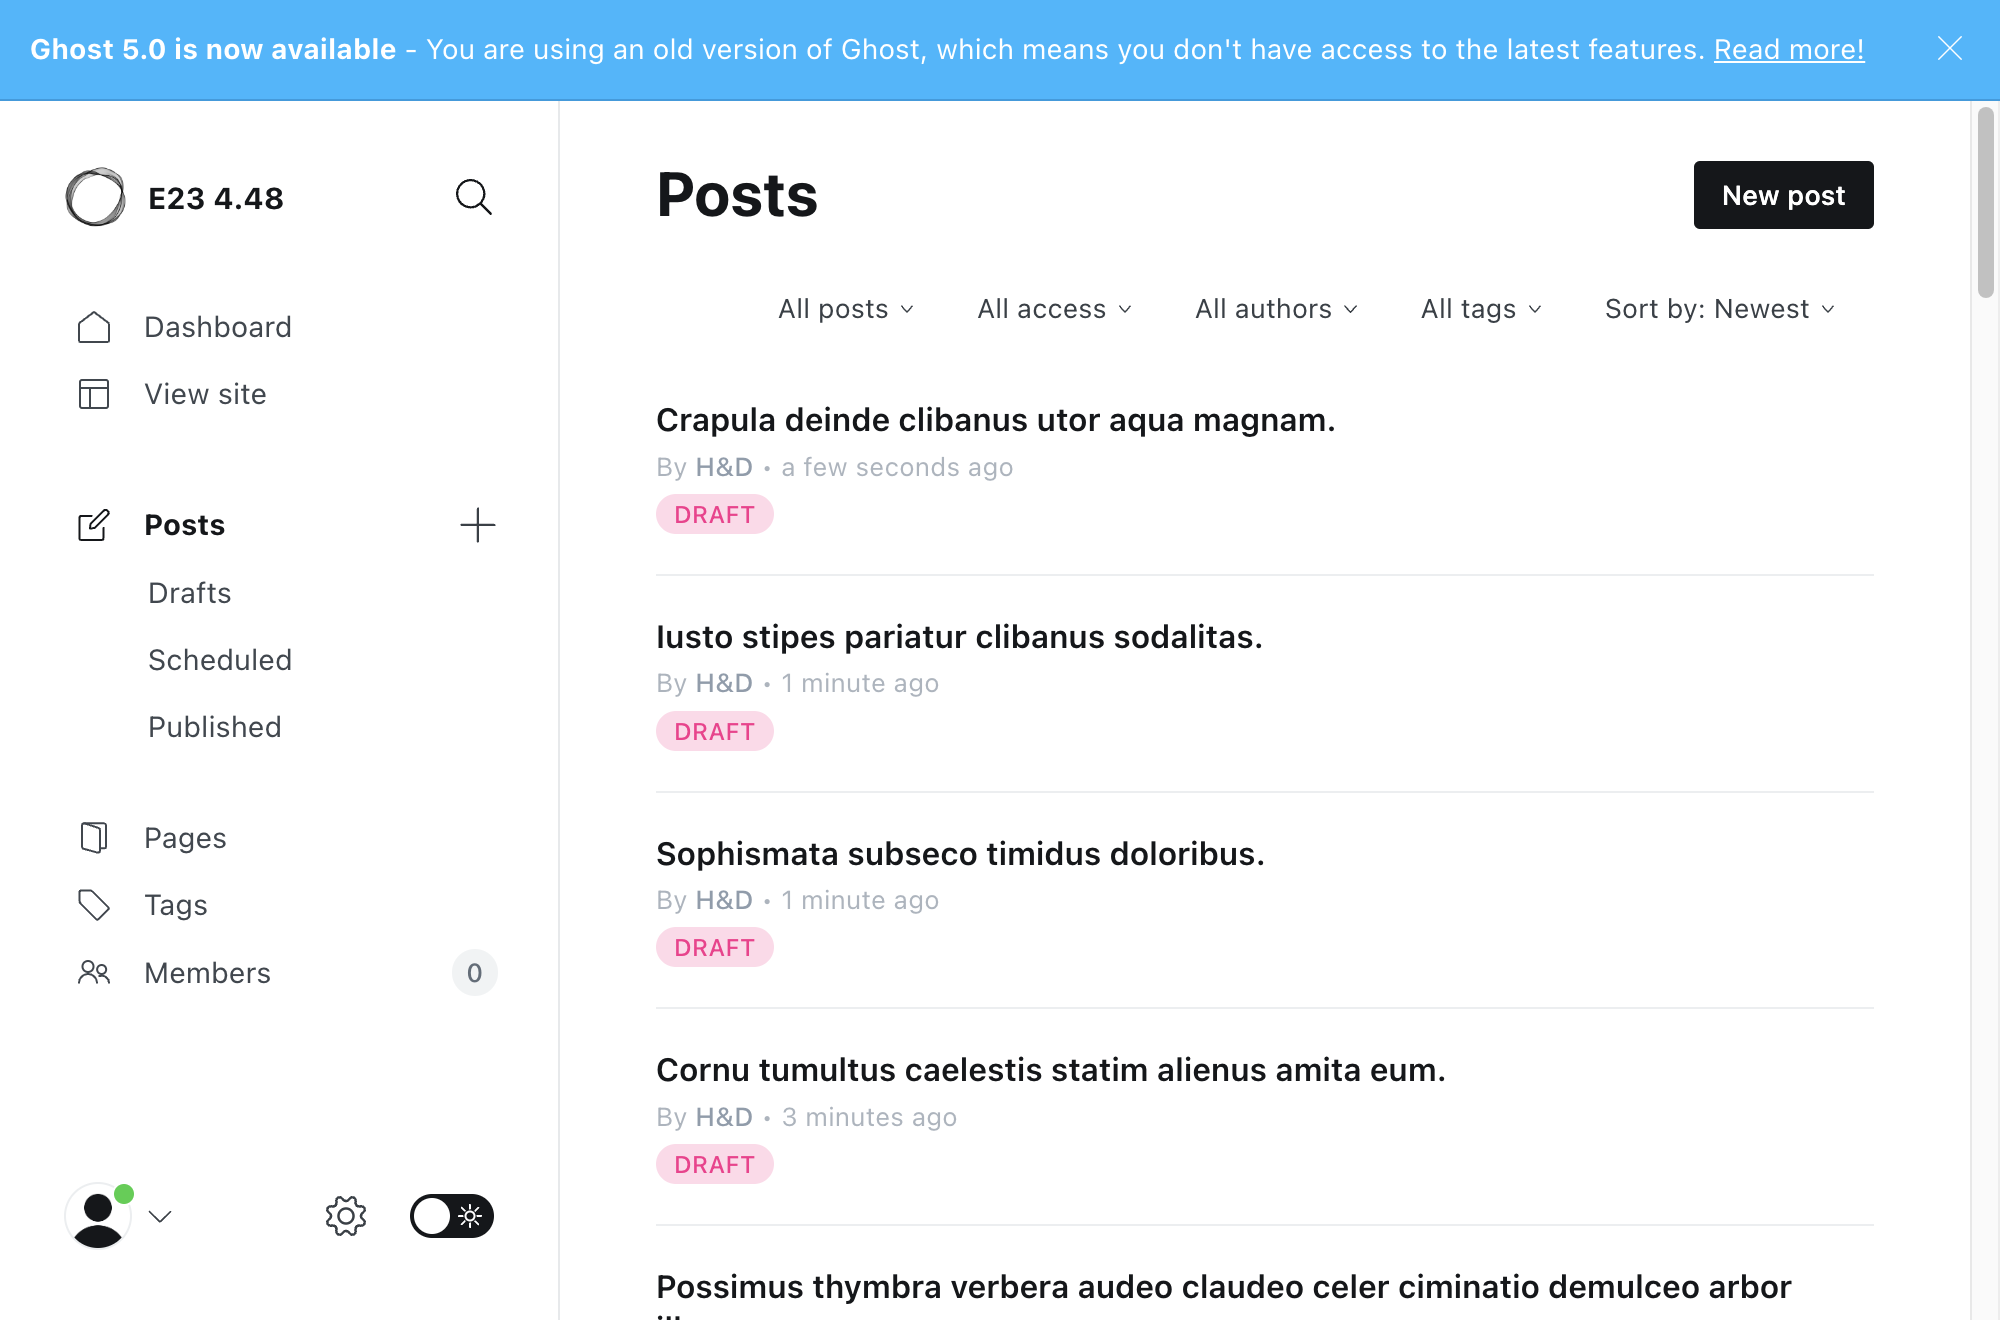 Ghost 5.0 is now available - You are using an old version of Ghost, which means you don't have access to the latest features. Read more!
E23 4.48
Dashboard
View site
Posts
Drafts
Scheduled
Published
Pages
Tags
Members 0
Posts
New post
All posts All access All authors All tags Sort by: Newest
Crapula deinde clibanus utor aqua magnam.
By H&D • a few seconds ago
DRAFT
Iusto stipes pariatur clibanus sodalitas.
By H&D • 1 minute ago
DRAFT
Sophismata subseco timidus doloribus.
By H&D • 1 minute ago
DRAFT
Cornu tumultus caelestis statim alienus amita eum.
By H&D • 3 minutes ago
DRAFT
Possimus thymbra verbera audeo claudeo celer ciminatio demulceo arbor